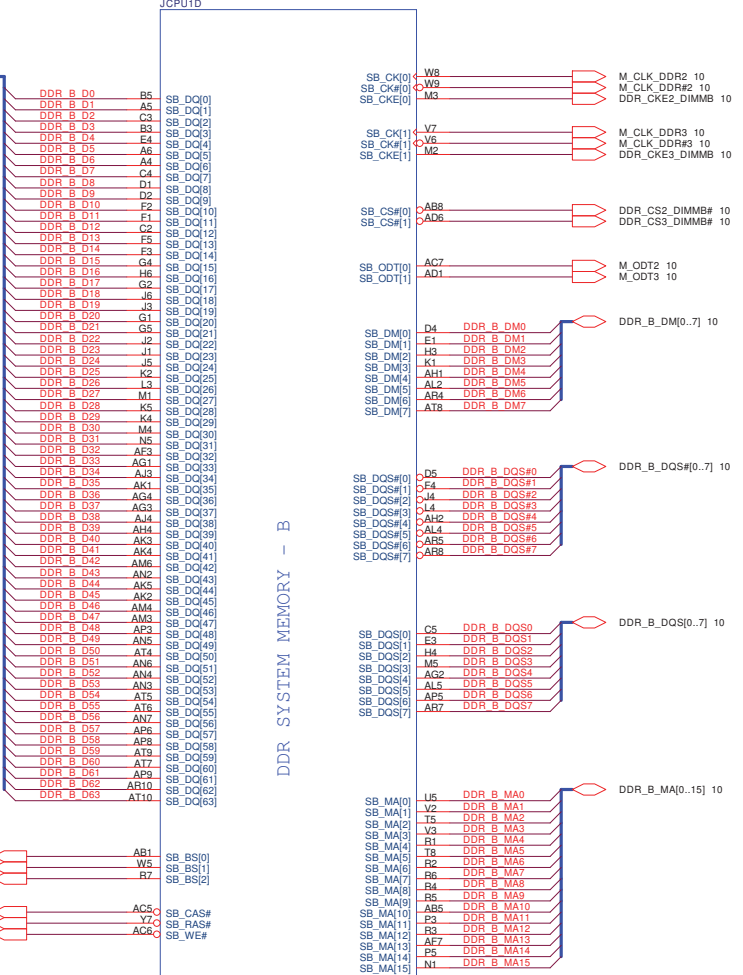 JCPU1D
DDR_B_D0 B5 SB_DQ[0]
DDR_B_D1 A5 SB_DQ[1]
DDR_B_D2 C3 SB_DQ[2]
DDR_B_D3 B3 SB_DQ[3]
DDR_B_D4 E4 SB_DQ[4]
DDR_B_D5 A6 SB_DQ[5]
DDR_B_D6 A4 SB_DQ[6]
DDR_B_D7 C4 SB_DQ[7]
DDR_B_D8 D1 SB_DQ[8]
DDR_B_D9 D2 SB_DQ[9]
DDR_B_D10 F2 SB_DQ[10]
DDR_B_D11 F1 SB_DQ[11]
DDR_B_D12 C2 SB_DQ[12]
DDR_B_D13 F5 SB_DQ[13]
DDR_B_D14 F3 SB_DQ[14]
DDR_B_D15 G4 SB_DQ[15]
DDR_B_D16 H6 SB_DQ[16]
DDR_B_D17 G2 SB_DQ[17]
DDR_B_D18 J6 SB_DQ[18]
DDR_B_D19 J3 SB_DQ[19]
DDR_B_D20 G1 SB_DQ[20]
DDR_B_D21 G5 SB_DQ[21]
DDR_B_D22 J2 SB_DQ[22]
DDR_B_D23 J1 SB_DQ[23]
DDR_B_D24 J5 SB_DQ[24]
DDR_B_D25 K2 SB_DQ[25]
DDR_B_D26 L3 SB_DQ[26]
DDR_B_D27 M1 SB_DQ[27]
DDR_B_D28 K5 SB_DQ[28]
DDR_B_D29 K4 SB_DQ[29]
DDR_B_D30 M4 SB_DQ[30]
DDR_B_D31 N5 SB_DQ[31]
DDR_B_D32 AF3 SB_DQ[32]
DDR_B_D33 AG1 SB_DQ[33]
DDR_B_D34 AJ3 SB_DQ[34]
DDR_B_D35 AK1 SB_DQ[35]
DDR_B_D36 AG4 SB_DQ[36]
DDR_B_D37 AG3 SB_DQ[37]
DDR_B_D38 AJ4 SB_DQ[38]
DDR_B_D39 AH4 SB_DQ[39]
DDR_B_D40 AK3 SB_DQ[40]
DDR_B_D41 AK4 SB_DQ[41]
DDR_B_D42 AM6 SB_DQ[42]
DDR_B_D43 AN2 SB_DQ[43]
DDR_B_D44 AK5 SB_DQ[44]
DDR_B_D45 AK2 SB_DQ[45]
DDR_B_D46 AM4 SB_DQ[46]
DDR_B_D47 AM3 SB_DQ[47]
DDR_B_D48 AP3 SB_DQ[48]
DDR_B_D49 AN5 SB_DQ[49]
DDR_B_D50 AT4 SB_DQ[50]
DDR_B_D51 AN6 SB_DQ[51]
DDR_B_D52 AN4 SB_DQ[52]
DDR_B_D53 AN3 SB_DQ[53]
DDR_B_D54 AT5 SB_DQ[54]
DDR_B_D55 AT6 SB_DQ[55]
DDR_B_D56 AN7 SB_DQ[56]
DDR_B_D57 AP6 SB_DQ[57]
DDR_B_D58 AP8 SB_DQ[58]
DDR_B_D59 AT9 SB_DQ[59]
DDR_B_D60 AT7 SB_DQ[60]
DDR_B_D61 AP9 SB_DQ[61]
DDR_B_D62 AR10 SB_DQ[62]
DDR_B_D63 AT10 SB_DQ[63]
AB1 SB_BS[0]
W5 SB_BS[1]
R7 SB_BS[2]
AC5 SB_CAS#
Y7 SB_RAS#
AC6 SB_WE#
DDR SYSTEM MEMORY - B
SB_CK[0] W8 M_CLK_DDR2 10
SB_CK#[0] W9 M_CLK_DDR#2 10
SB_CKE[0] M3 DDR_CKE2_DIMMB 10
SB_CK[1] V7 M_CLK_DDR3 10
SB_CK#[1] V6 M_CLK_DDR#3 10
SB_CKE[1] M2 DDR_CKE3_DIMMB 10
SB_CS#[0] AB8 DDR_CS2_DIMMB# 10
SB_CS#[1] AD6 DDR_CS3_DIMMB# 10
SB_ODT[0] AC7 M_ODT2 10
SB_ODT[1] AD1 M_ODT3 10
DDR_B_DM[0..7] 10
SB_DM[0] D4 DDR_B_DM0
SB_DM[1] E1 DDR_B_DM1
SB_DM[2] H3 DDR_B_DM2
SB_DM[3] K1 DDR_B_DM3
SB_DM[4] AH1 DDR_B_DM4
SB_DM[5] AL2 DDR_B_DM5
SB_DM[6] AR4 DDR_B_DM6
SB_DM[7] AT8 DDR_B_DM7
DDR_B_DQS#[0..7] 10
SB_DQS#[0] D5 DDR_B_DQS#0
SB_DQS#[1] F4 DDR_B_DQS#1
SB_DQS#[2] J4 DDR_B_DQS#2
SB_DQS#[3] L4 DDR_B_DQS#3
SB_DQS#[4] AH2 DDR_B_DQS#4
SB_DQS#[5] AL4 DDR_B_DQS#5
SB_DQS#[6] AR5 DDR_B_DQS#6
SB_DQS#[7] AR8 DDR_B_DQS#7
DDR_B_DQS[0..7] 10
SB_DQS[0] C5 DDR_B_DQS0
SB_DQS[1] E3 DDR_B_DQS1
SB_DQS[2] H4 DDR_B_DQS2
SB_DQS[3] M5 DDR_B_DQS3
SB_DQS[4] AG2 DDR_B_DQS4
SB_DQS[5] AL5 DDR_B_DQS5
SB_DQS[6] AP5 DDR_B_DQS6
SB_DQS[7] AR7 DDR_B_DQS7
DDR_B_MA[0..15] 10
SB_MA[0] U5 DDR_B_MA0
SB_MA[1] V2 DDR_B_MA1
SB_MA[2] T5 DDR_B_MA2
SB_MA[3] V3 DDR_B_MA3
SB_MA[4] R1 DDR_B_MA4
SB_MA[5] T8 DDR_B_MA5
SB_MA[6] R2 DDR_B_MA6
SB_MA[7] R6 DDR_B_MA7
SB_MA[8] R4 DDR_B_MA8
SB_MA[9] R5 DDR_B_MA9
SB_MA[10] AB5 DDR_B_MA10
SB_MA[11] P3 DDR_B_MA11
SB_MA[12] R3 DDR_B_MA12
SB_MA[13] AF7 DDR_B_MA13
SB_MA[14] P5 DDR_B_MA14
SB_MA[15] N1 DDR_B_MA15